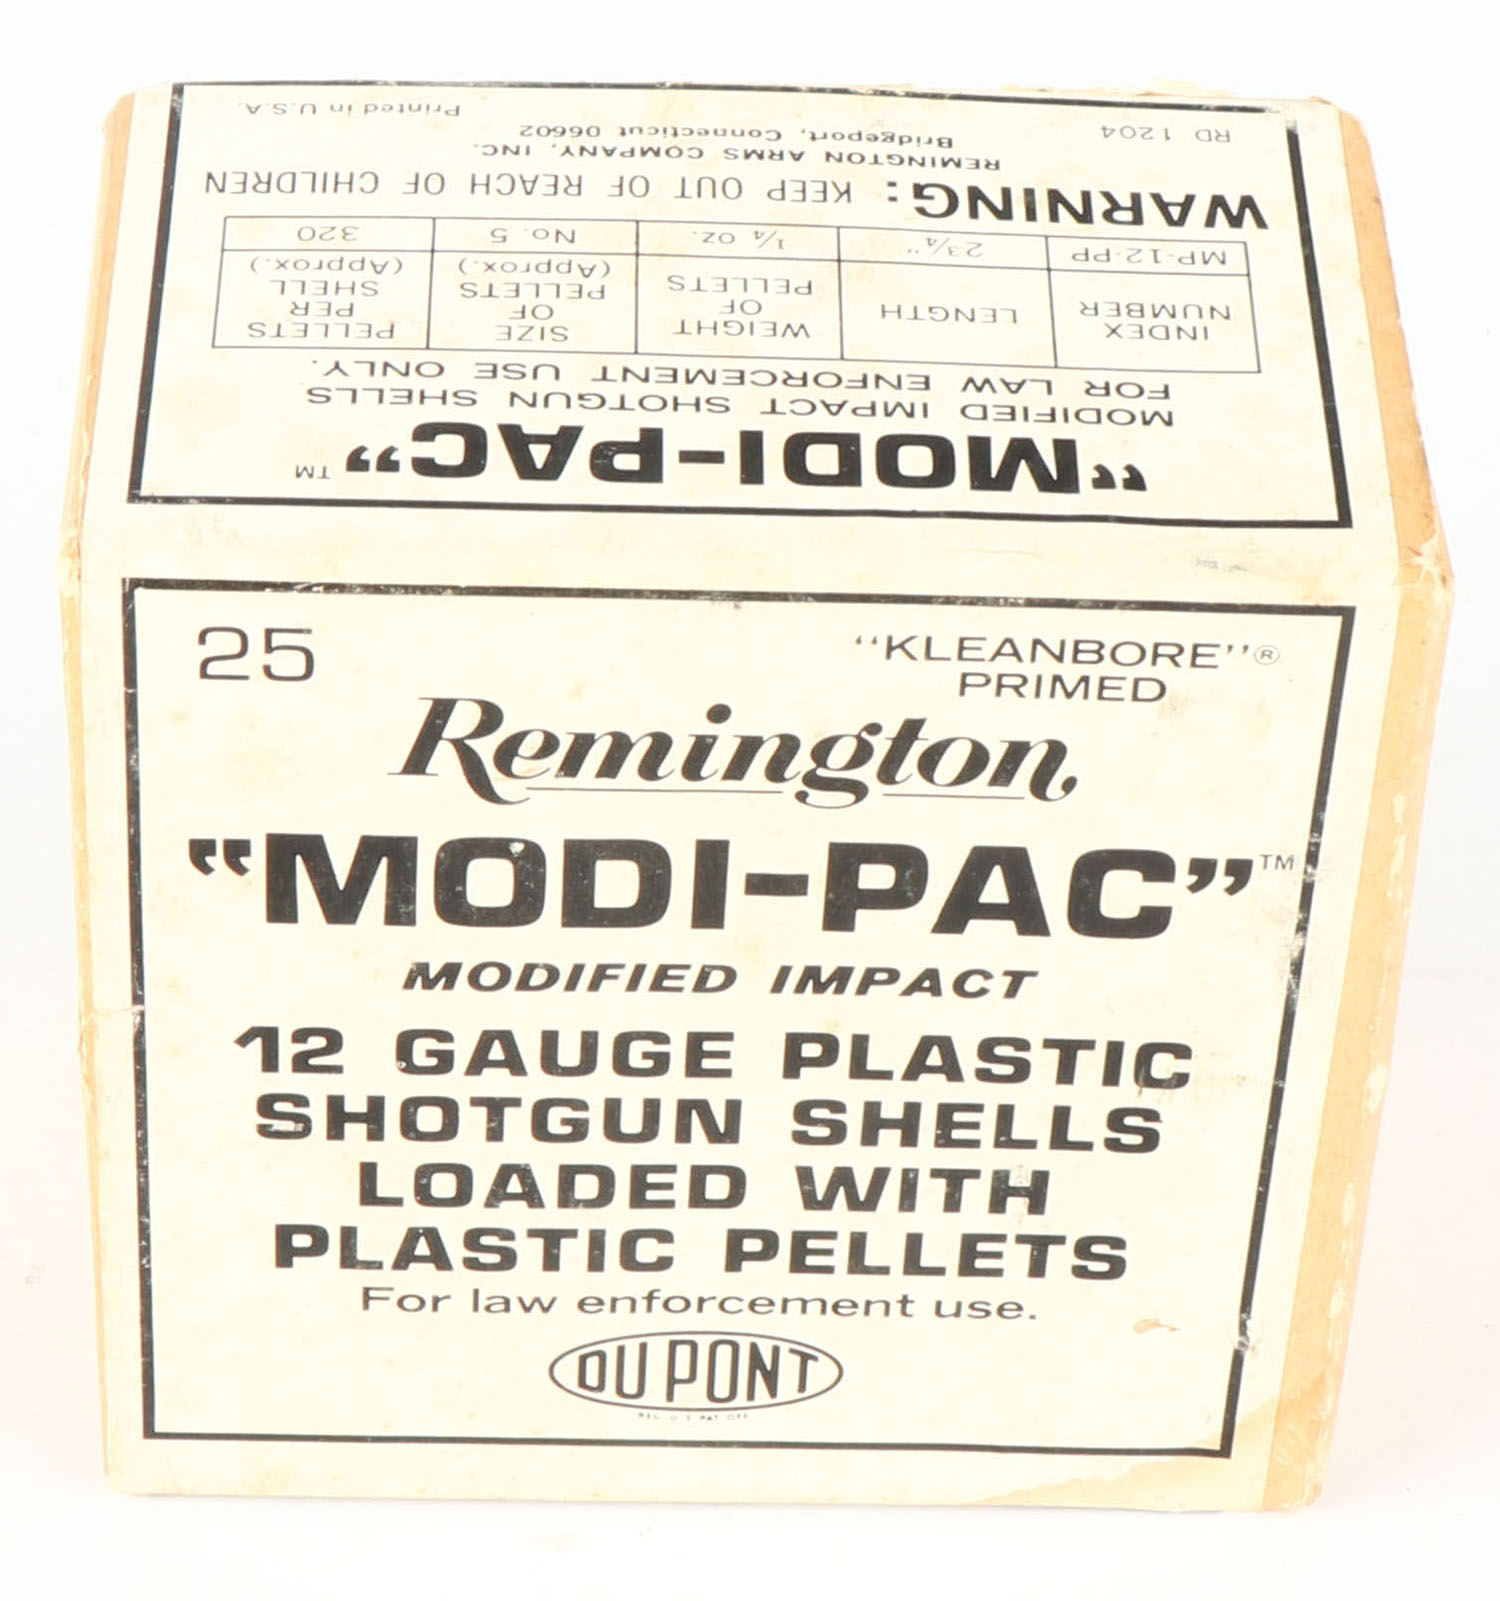 25
"KLEANBORE"®
PRIMED
Remington
"MODI-PAC"™
MODIFIED IMPACT
12 GAUGE PLASTIC
SHOTGUN SHELLS
LOADED WITH
PLASTIC PELLETS
For law enforcement use.
DU PONT
REG. U.S. PAT. OFF.
"MODI-PAC"™
MODIFIED IMPACT SHOTGUN SHELLS
FOR LAW ENFORCEMENT USE ONLY.
INDEX NUMBER LENGTH WEIGHT OF PELLETS SIZE OF PELLETS (Approx.) PELLETS PER SHELL (Approx.)
MP-12-PP 2¾" ¼ oz. No. 5 320
WARNING: KEEP OUT OF REACH OF CHILDREN
REMINGTON ARMS COMPANY, INC.
Bridgeport, Connecticut 06602
RD 1204 Printed in U.S.A.